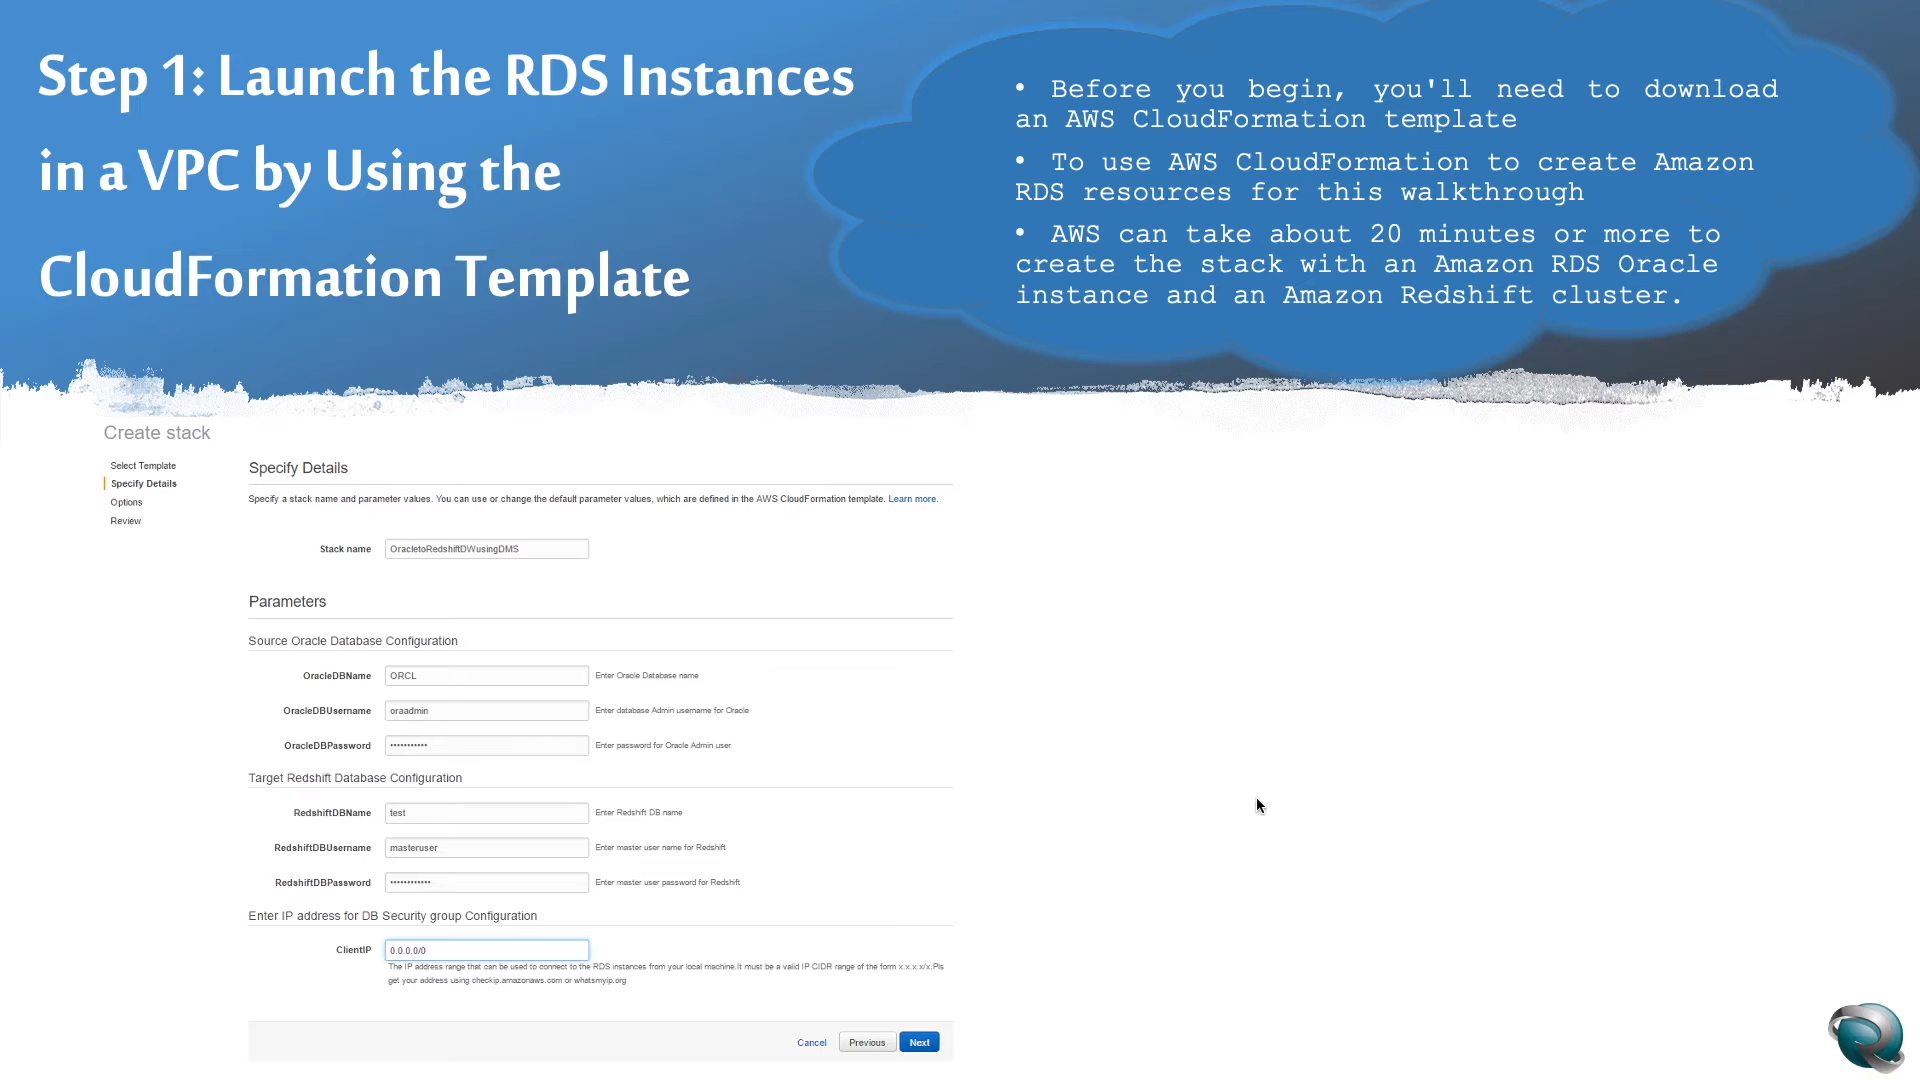 Step 1: Launch the RDS Instances
in a VPC by Using the
CloudFormation Template
• Before you begin, you'll need to download
an AWS CloudFormation template
• To use AWS CloudFormation to create Amazon
RDS resources for this walkthrough
• AWS can take about 20 minutes or more to
create the stack with an Amazon RDS Oracle
instance and an Amazon Redshift cluster.
Create stack
Select Template
Specify Details
Options
Review
Specify Details
Specify a stack name and parameter values. You can use or change the default parameter values, which are defined in the AWS CloudFormation template. Learn more.
Stack name OracletoRedshiftDWusingDMS
Parameters
Source Oracle Database Configuration
OracleDBName ORCL Enter Oracle Database name
OracleDBUsername oraadmin Enter database Admin username for Oracle
OracleDBPassword ••••••••••• Enter password for Oracle Admin user
Target Redshift Database Configuration
RedshiftDBName test Enter Redshift DB name
RedshiftDBUsername masteruser Enter master user name for Redshift
RedshiftDBPassword •••••••••••• Enter master user password for Redshift
Enter IP address for DB Security group Configuration
ClientIP 0.0.0.0/0
The IP address range that can be used to connect to the RDS instances from your local machine.It must be a valid IP CIDR range of the form x.x.x.x/x.Pls
get your address using checkip.amazonaws.com or whatsmyip.org
Cancel Previous Next